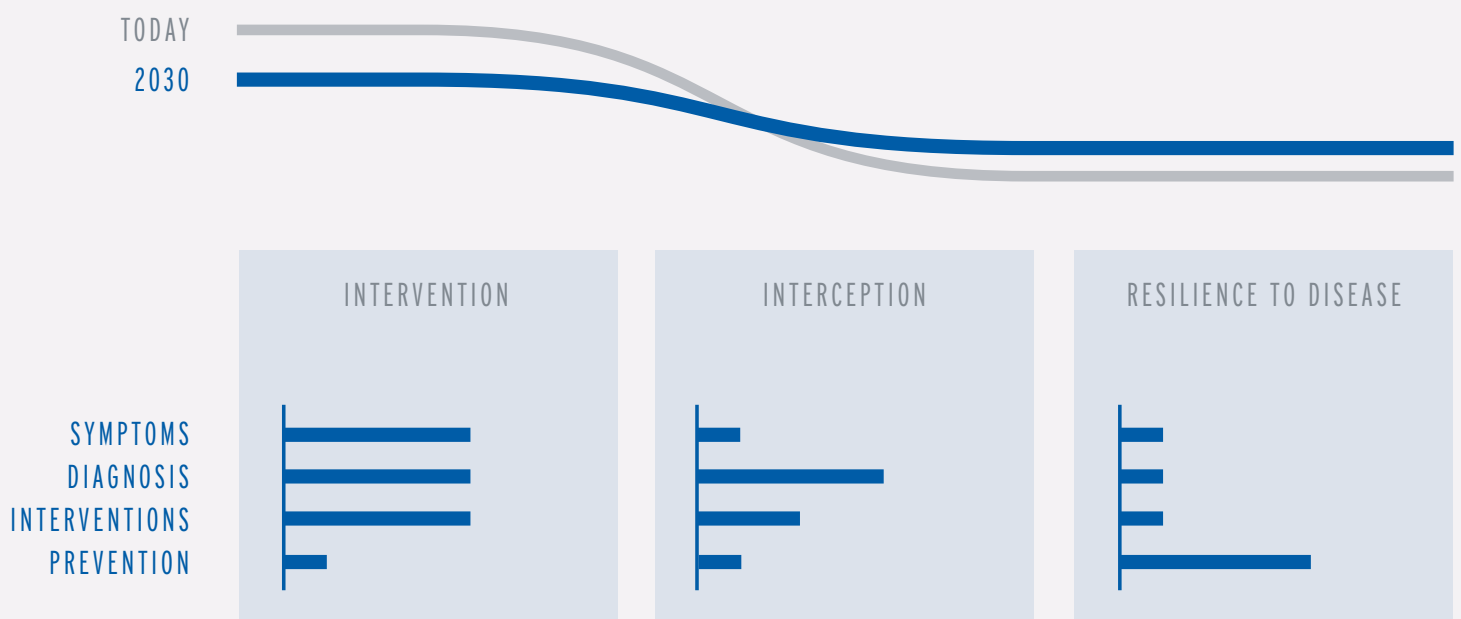 TODAY
2030
INTERVENTION
INTERCEPTION
RESILIENCE TO DISEASE
SYMPTOMS
DIAGNOSIS
INTERVENTIONS
PREVENTION